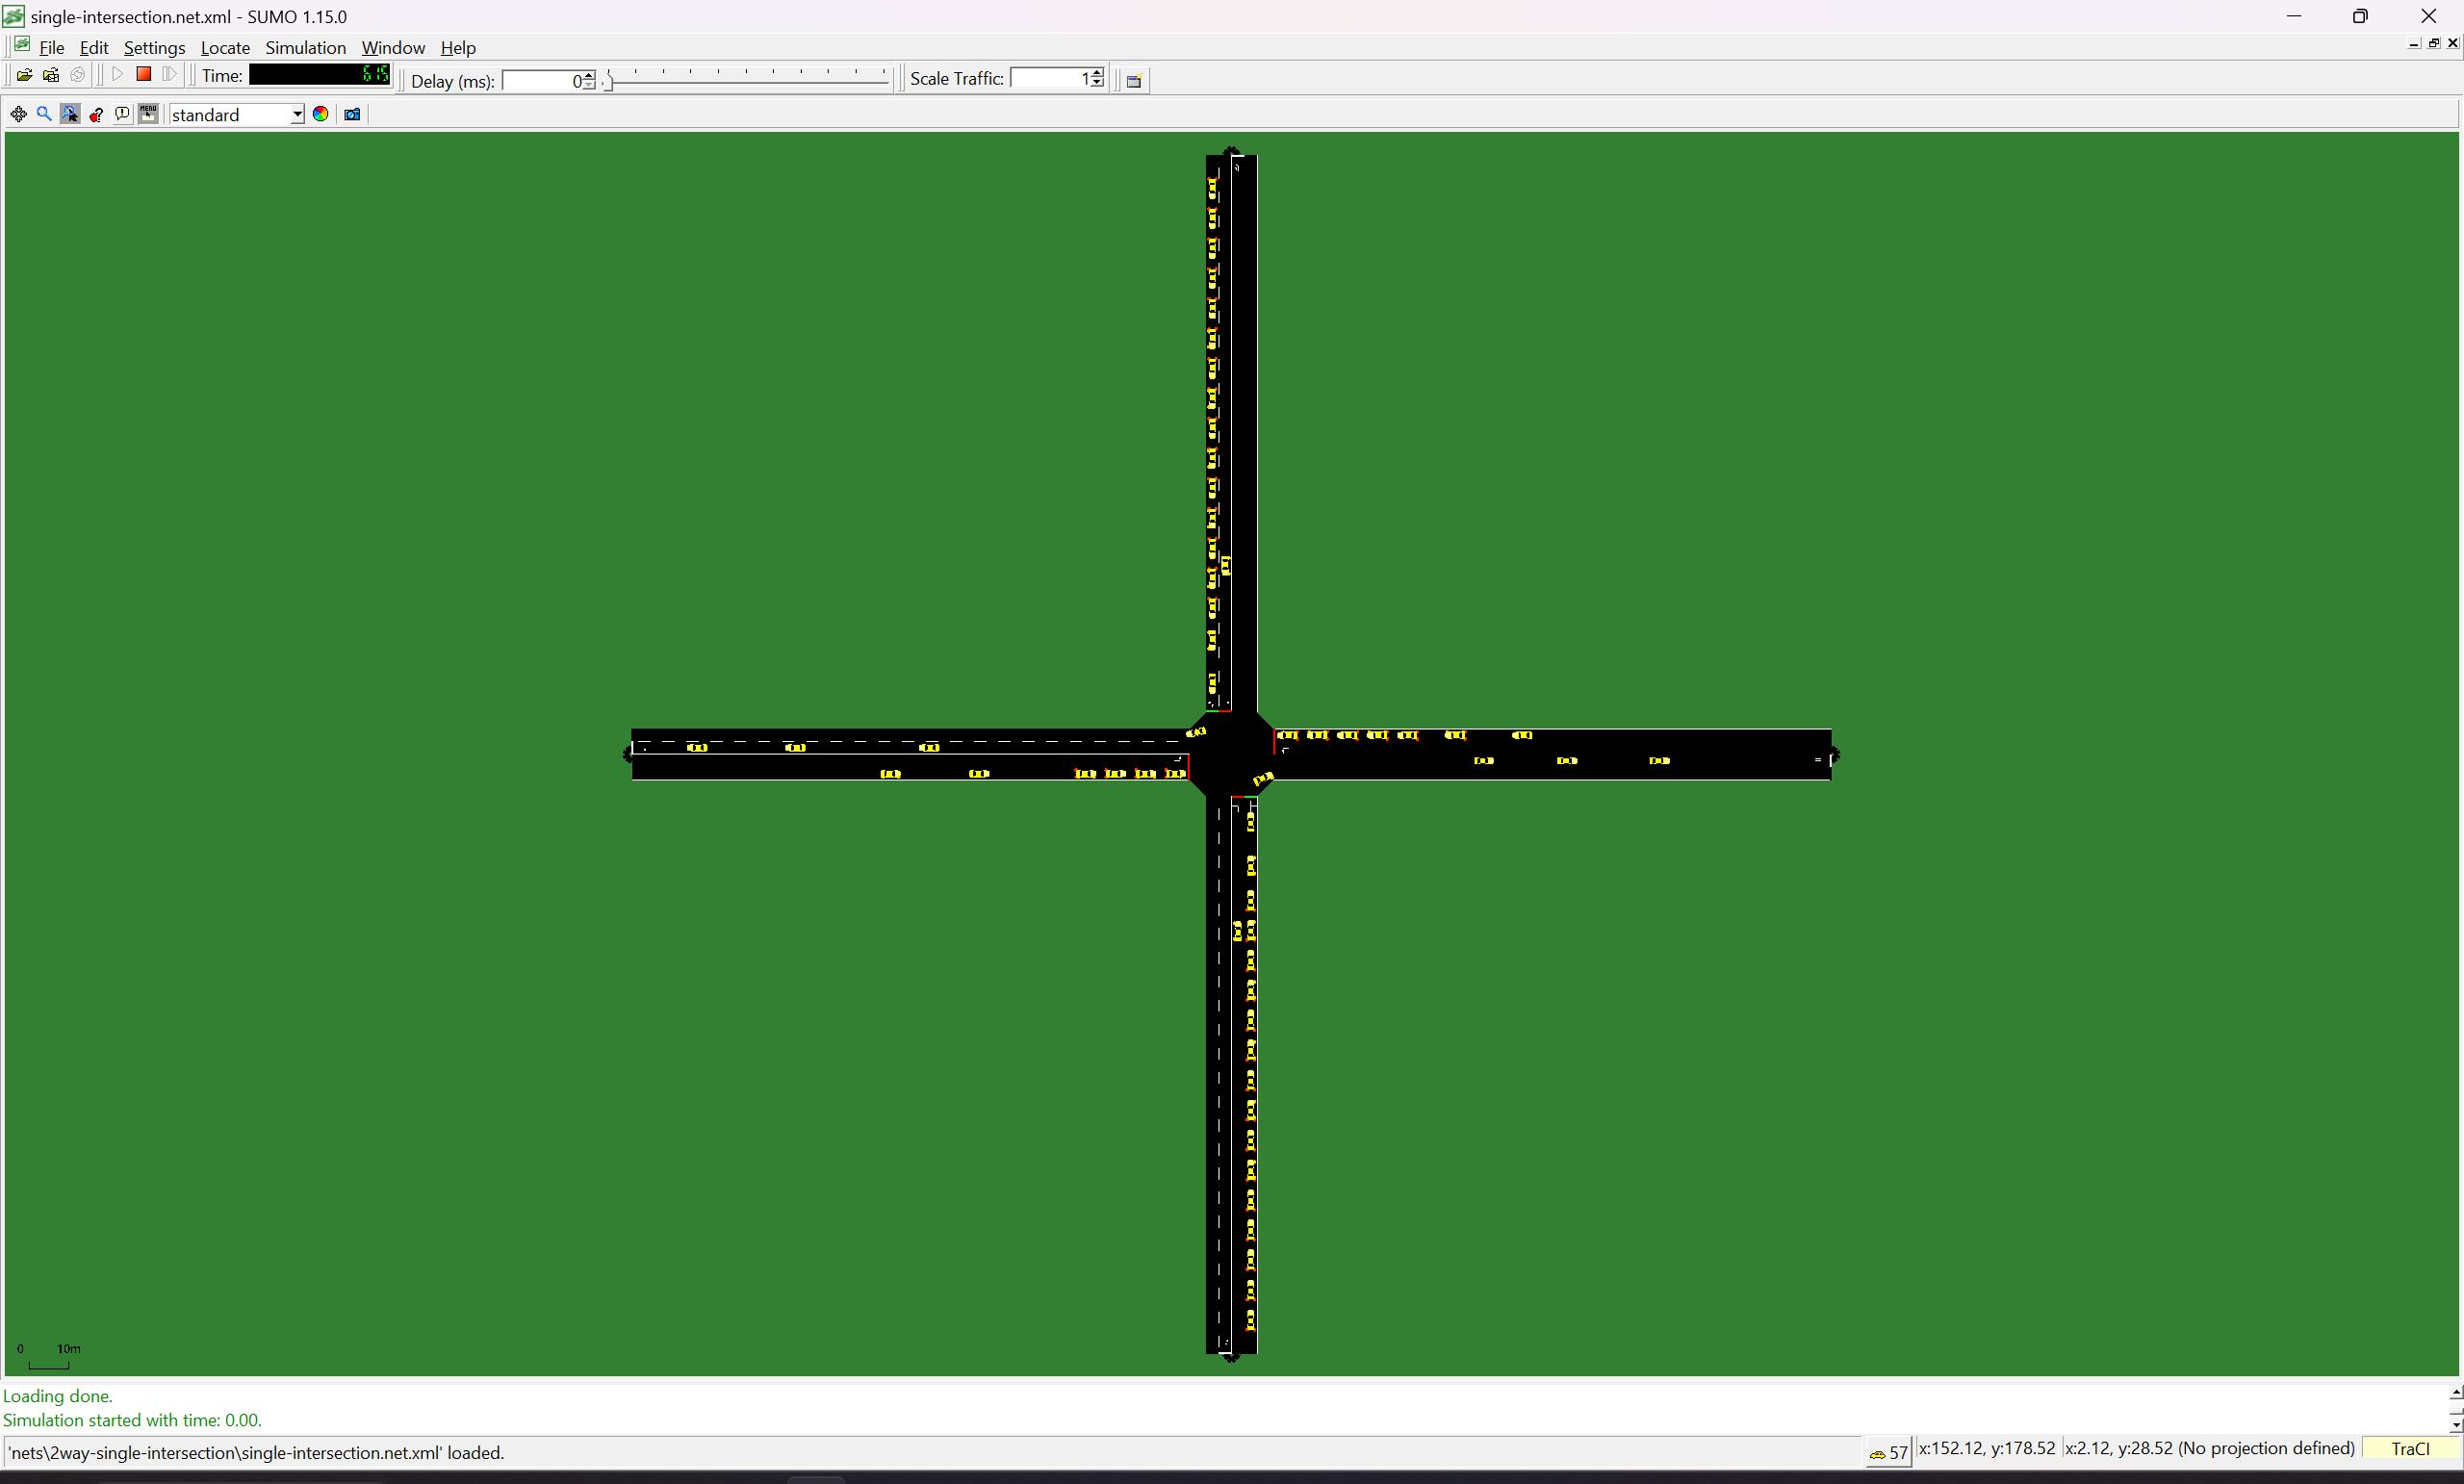 single-intersection.net.xml - SUMO 1.15.0
File Edit Settings Locate Simulation Window Help
Time: 615 Delay (ms): 0 Scale Traffic: 1
MENU standard
0 10m
Loading done.
Simulation started with time: 0.00.
'nets\2way-single-intersection\single-intersection.net.xml' loaded. 57 x:152.12, y:178.52 x:2.12, y:28.52 (No projection defined) TraCI